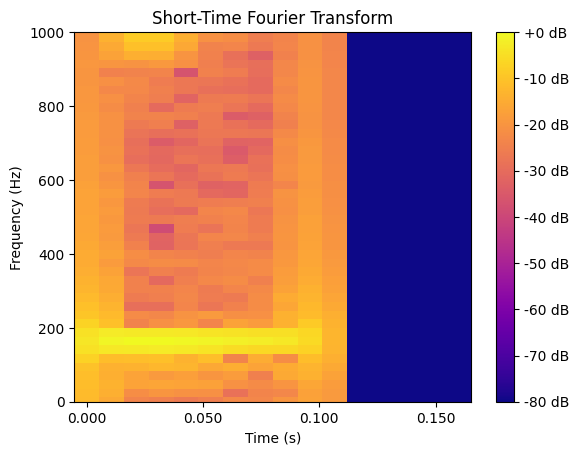 Short-Time Fourier Transform
Frequency (Hz)
1000
800
600
400
200
0
0.000
0.050
0.100
0.150
Time (s)
+0 dB
-10 dB
-20 dB
-30 dB
-40 dB
-50 dB
-60 dB
-70 dB
-80 dB